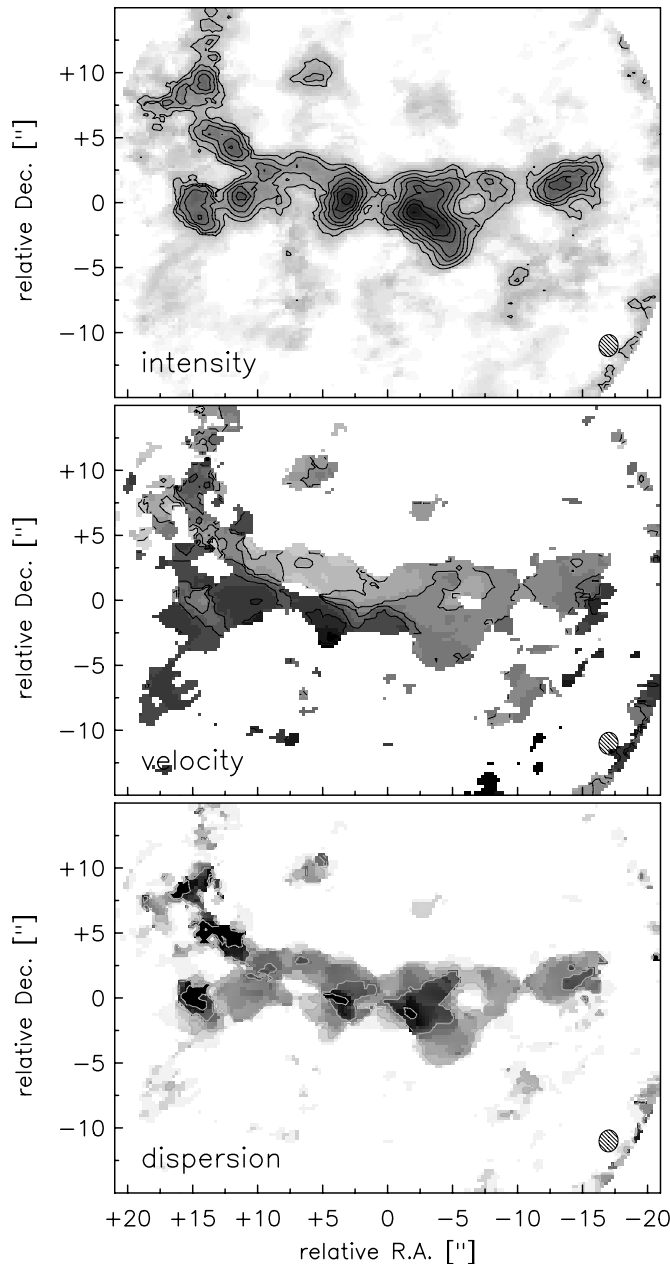 +10
+5
0
−5
−10
relative Dec. ["]
intensity
+10
+5
0
−5
−10
relative Dec. ["]
velocity
+10
+5
0
−5
−10
relative Dec. ["]
dispersion
+20 +15 +10 +5 0 −5 −10 −15 −20
relative R.A. ["]